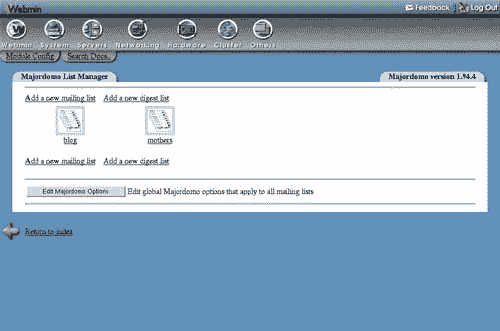 Webmin
Feedback Log Out
Webmin System Servers Networking Hardware Cluster Others
Module Config Search Docs..
Majordomo List Manager Majordomo version 1.94.4
Add a new mailing list Add a new digest list
blog mothers
Add a new mailing list Add a new digest list
Edit Majordomo Options Edit global Majordomo options that apply to all mailing lists
Return to index